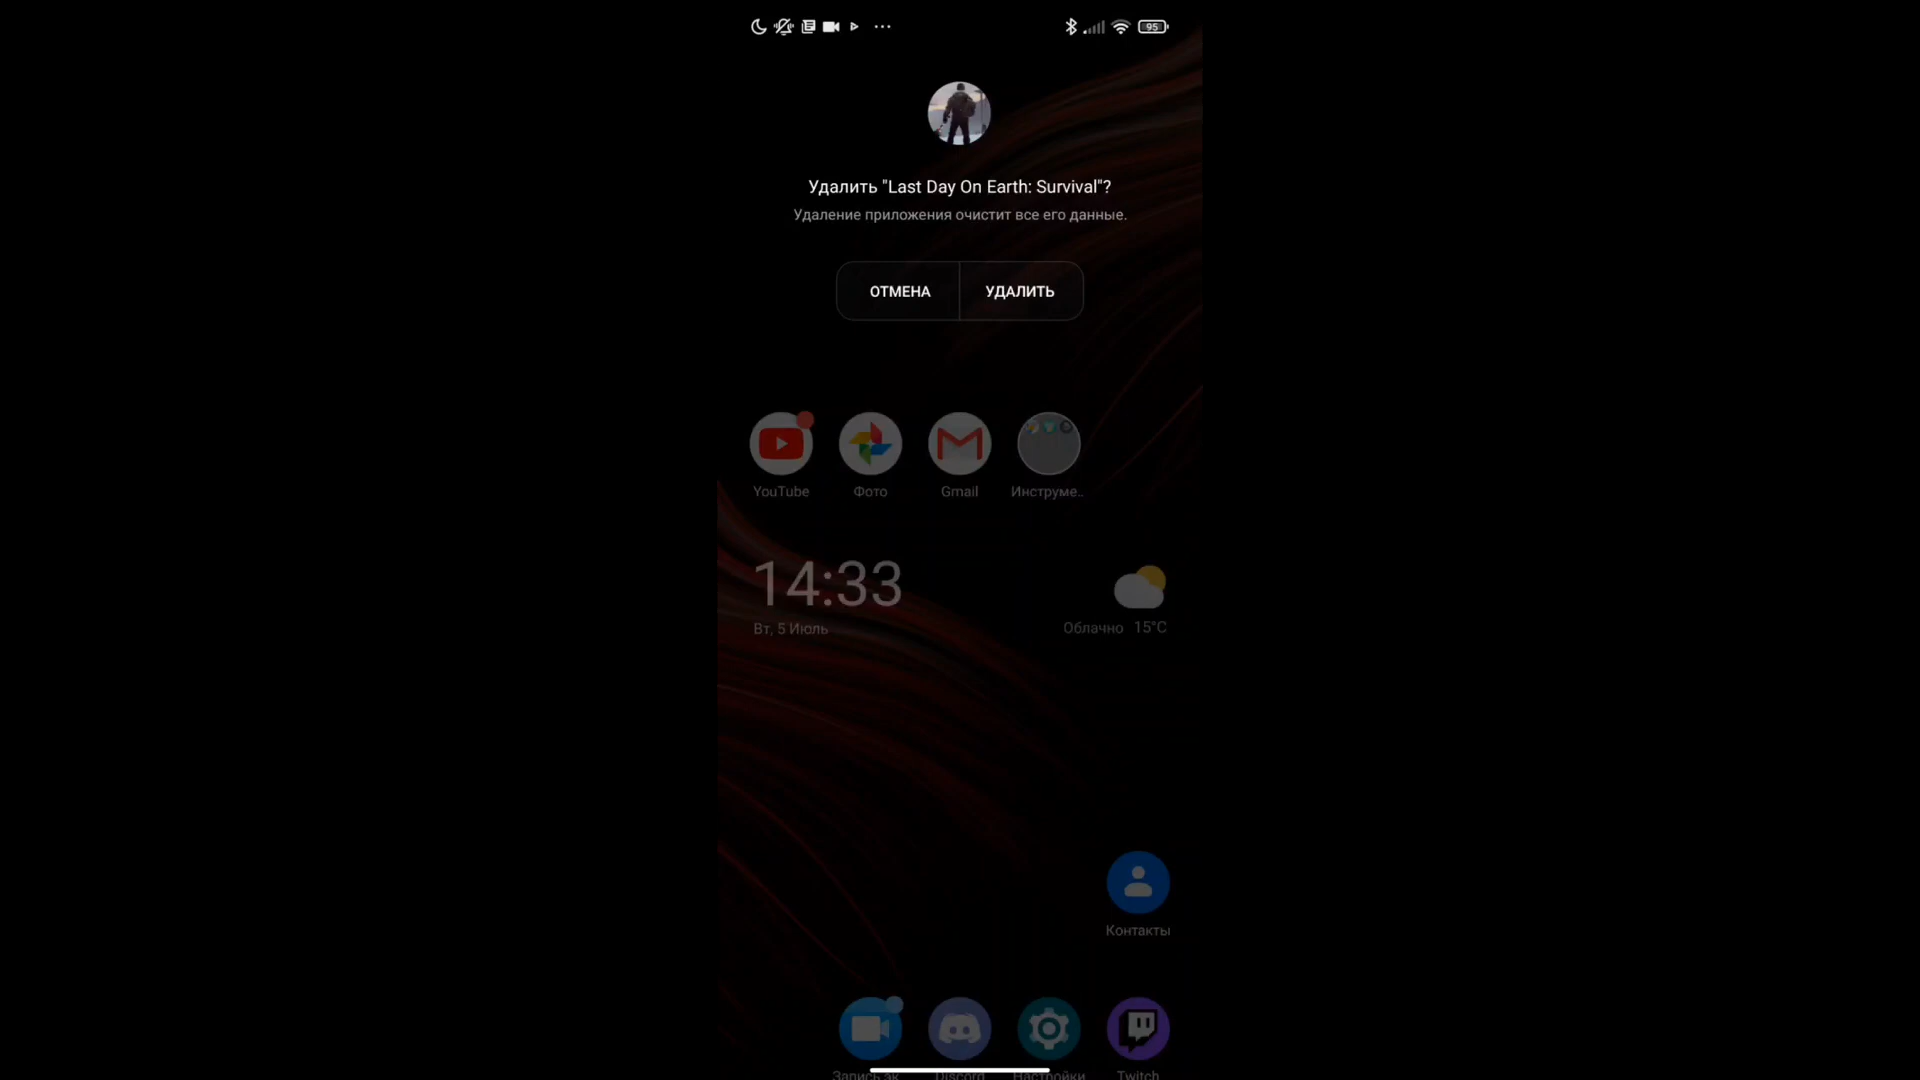 95
Удалить "Last Day On Earth: Survival"?
Удаление приложения очистит все его данные.
ОТМЕНА УДАЛИТЬ
YouTube Фото Gmail Инструме..
14:33
Вт, 5 Июль
Облачно 15°C
Контакты
Запись эк Discord Настройки Twitch